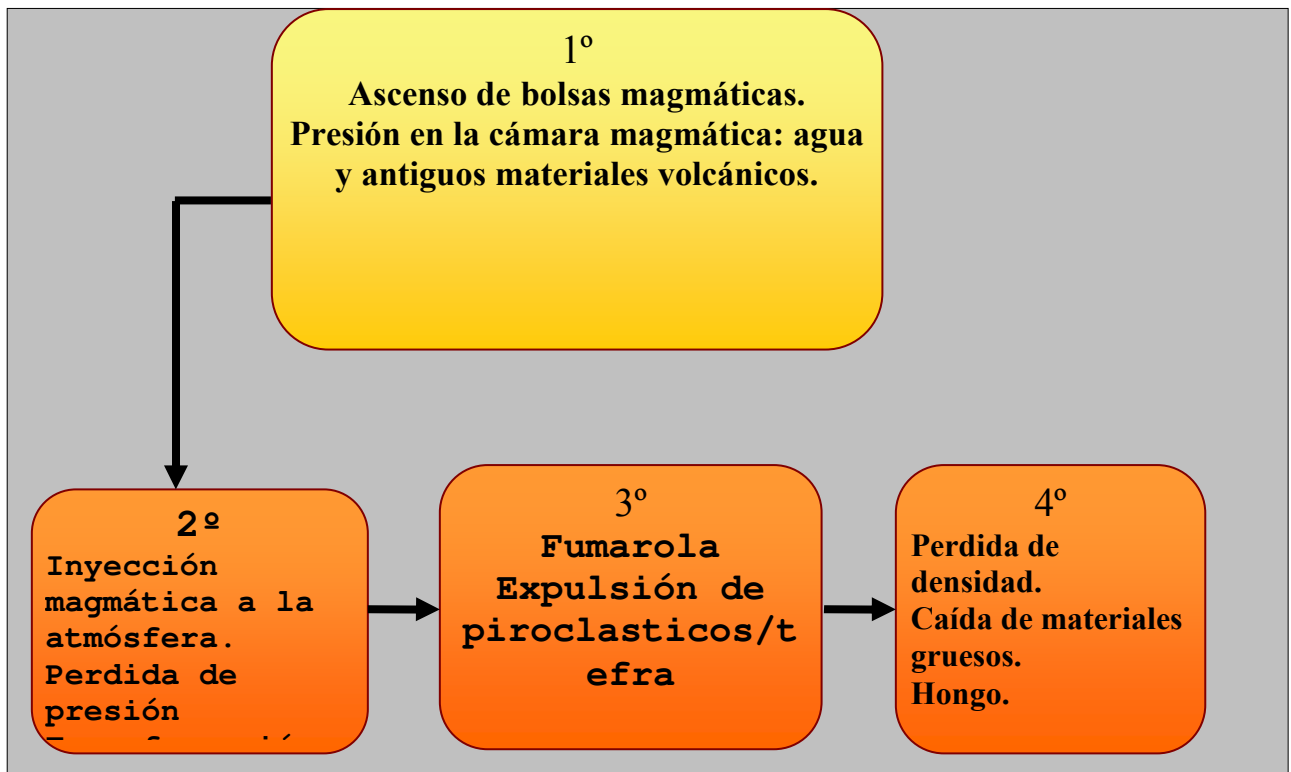 1º
Ascenso de bolsas magmáticas.
Presión en la cámara magmática: agua
y antiguos materiales volcánicos.
2º
Inyección
magmática a la
atmósfera.
Perdida de
presión
3º
Fumarola
Expulsión de
piroclasticos/t
efra
4º
Perdida de
densidad.
Caída de materiales
gruesos.
Hongo.